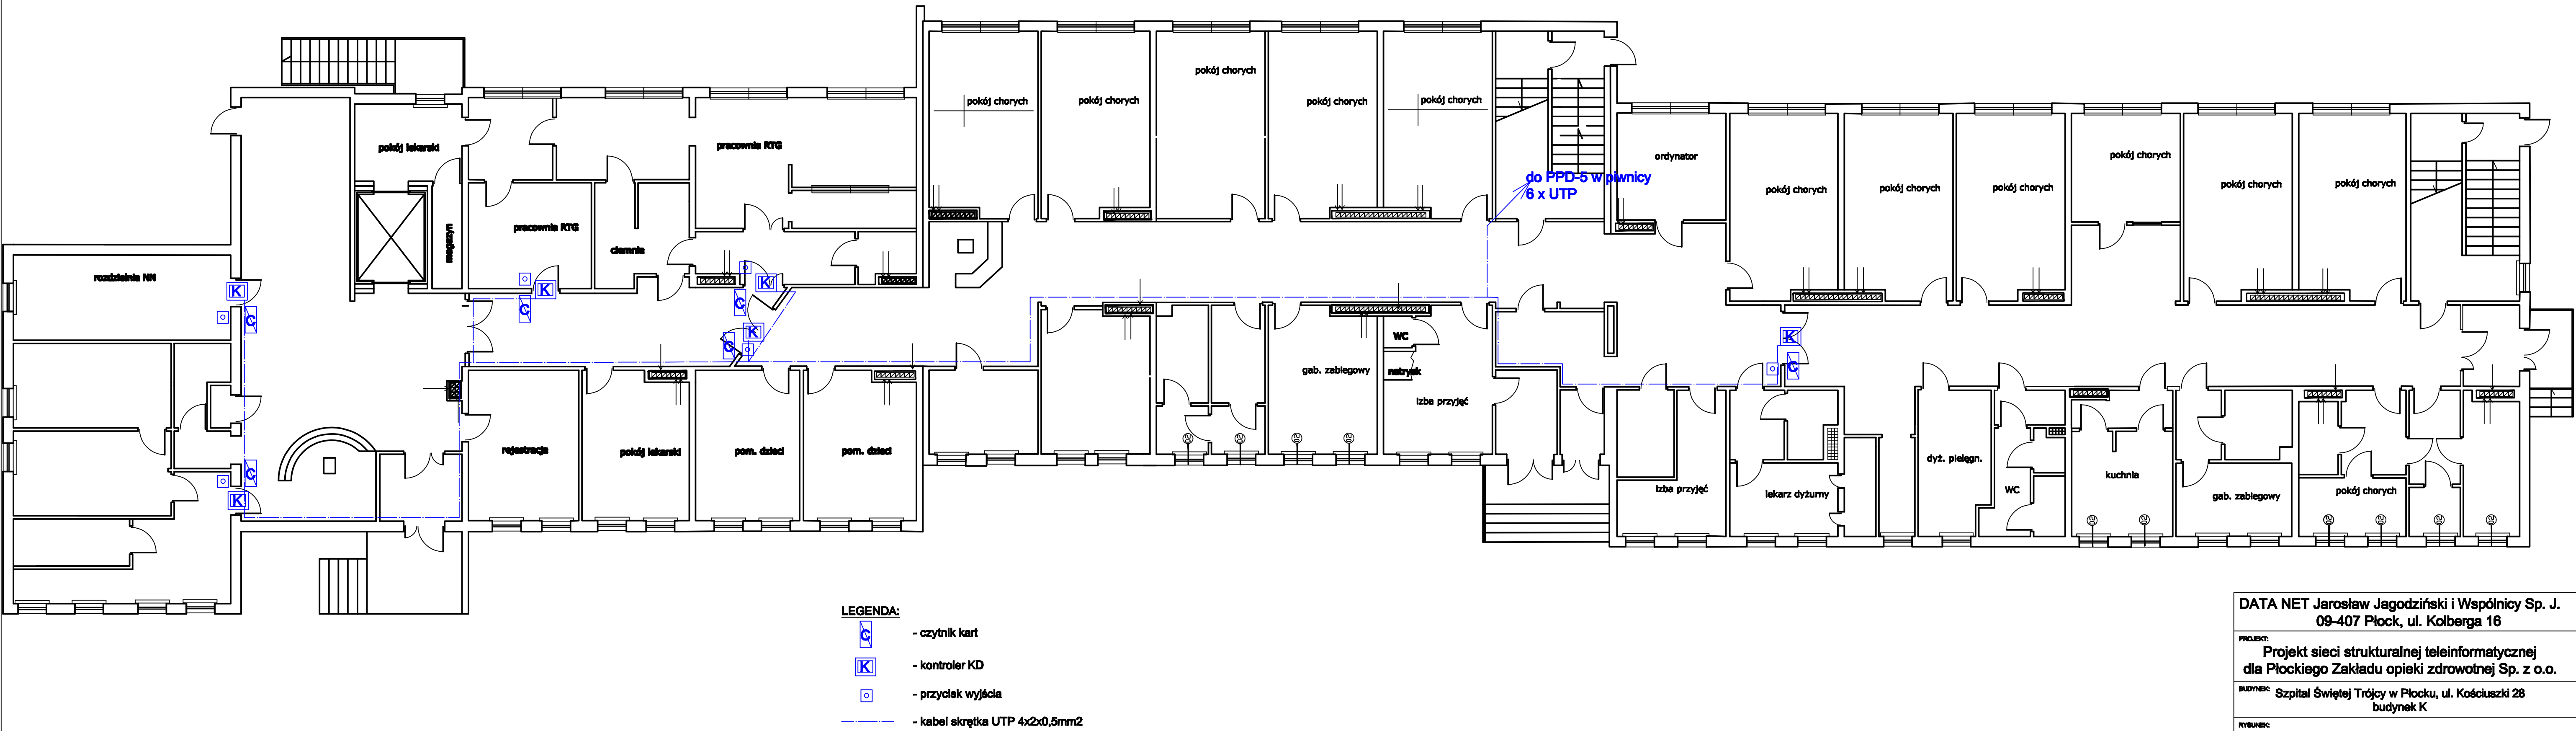 pokój chorych
pokój chorych
pokój chorych
pokój chorych
pokój chorych
pokój lekarski
pracownia RTG
ordynator
pokój chorych
pokój chorych
pokój chorych
pokój chorych
pokój chorych
pokój chorych
do PPD-5 w piwnicy
6 x UTP
magazyn
pracownia RTG
ciemnia
rozdzielnia NN
K
K
K
C
C
C
K
C
K
C
WC
natrysk
gab. zabiegowy
izba przyjęć
rejestracja
pokój lekarski
pom. dzieci
pom. dzieci
C
K
izba przyjęć
lekarz dyżurny
dyż. pielęgn.
WC
kuchnia
gab. zabiegowy
pokój chorych
LEGENDA:
C - czytnik kart
K - kontroler KD
- przycisk wyjścia
- kabel skrętka UTP 4x2x0,5mm2
DATA NET Jarosław Jagodziński i Wspólnicy Sp. J.
09-407 Płock, ul. Kolberga 16
PROJEKT:
Projekt sieci strukturalnej teleinformatycznej
dla Płockiego Zakładu opieki zdrowotnej Sp. z o.o.
BUDYNEK: Szpital Świętej Trójcy w Płocku, ul. Kościuszki 28
budynek K
RYSUNEK: